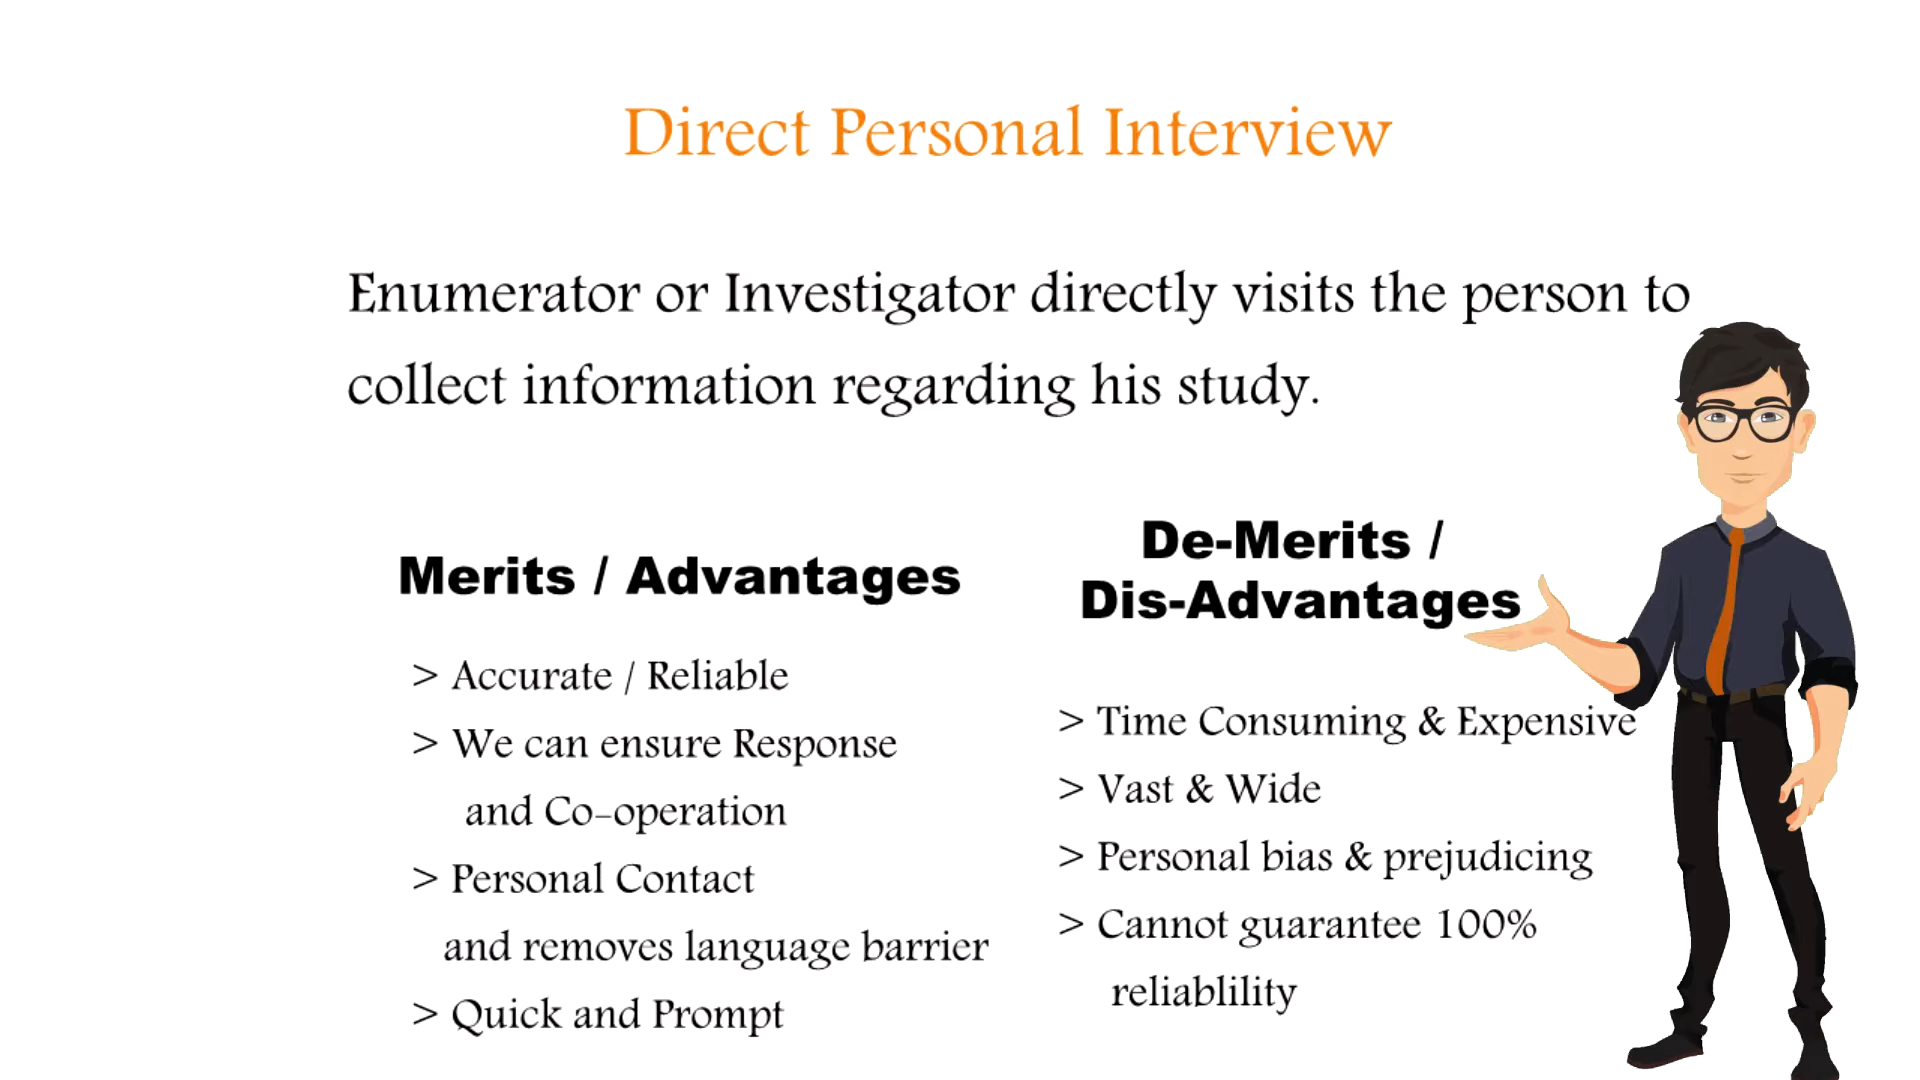 Direct Personal Interview
Enumerator or Investigator directly visits the person to
collect information regarding his study.
Merits / Advantages
> Accurate / Reliable
> We can ensure Response
and Co-operation
> Personal Contact
and removes language barrier
> Quick and Prompt
De-Merits /
Dis-Advantages
> Time Consuming & Expensive
> Vast & Wide
> Personal bias & prejudicing
> Cannot guarantee 100%
reliablility